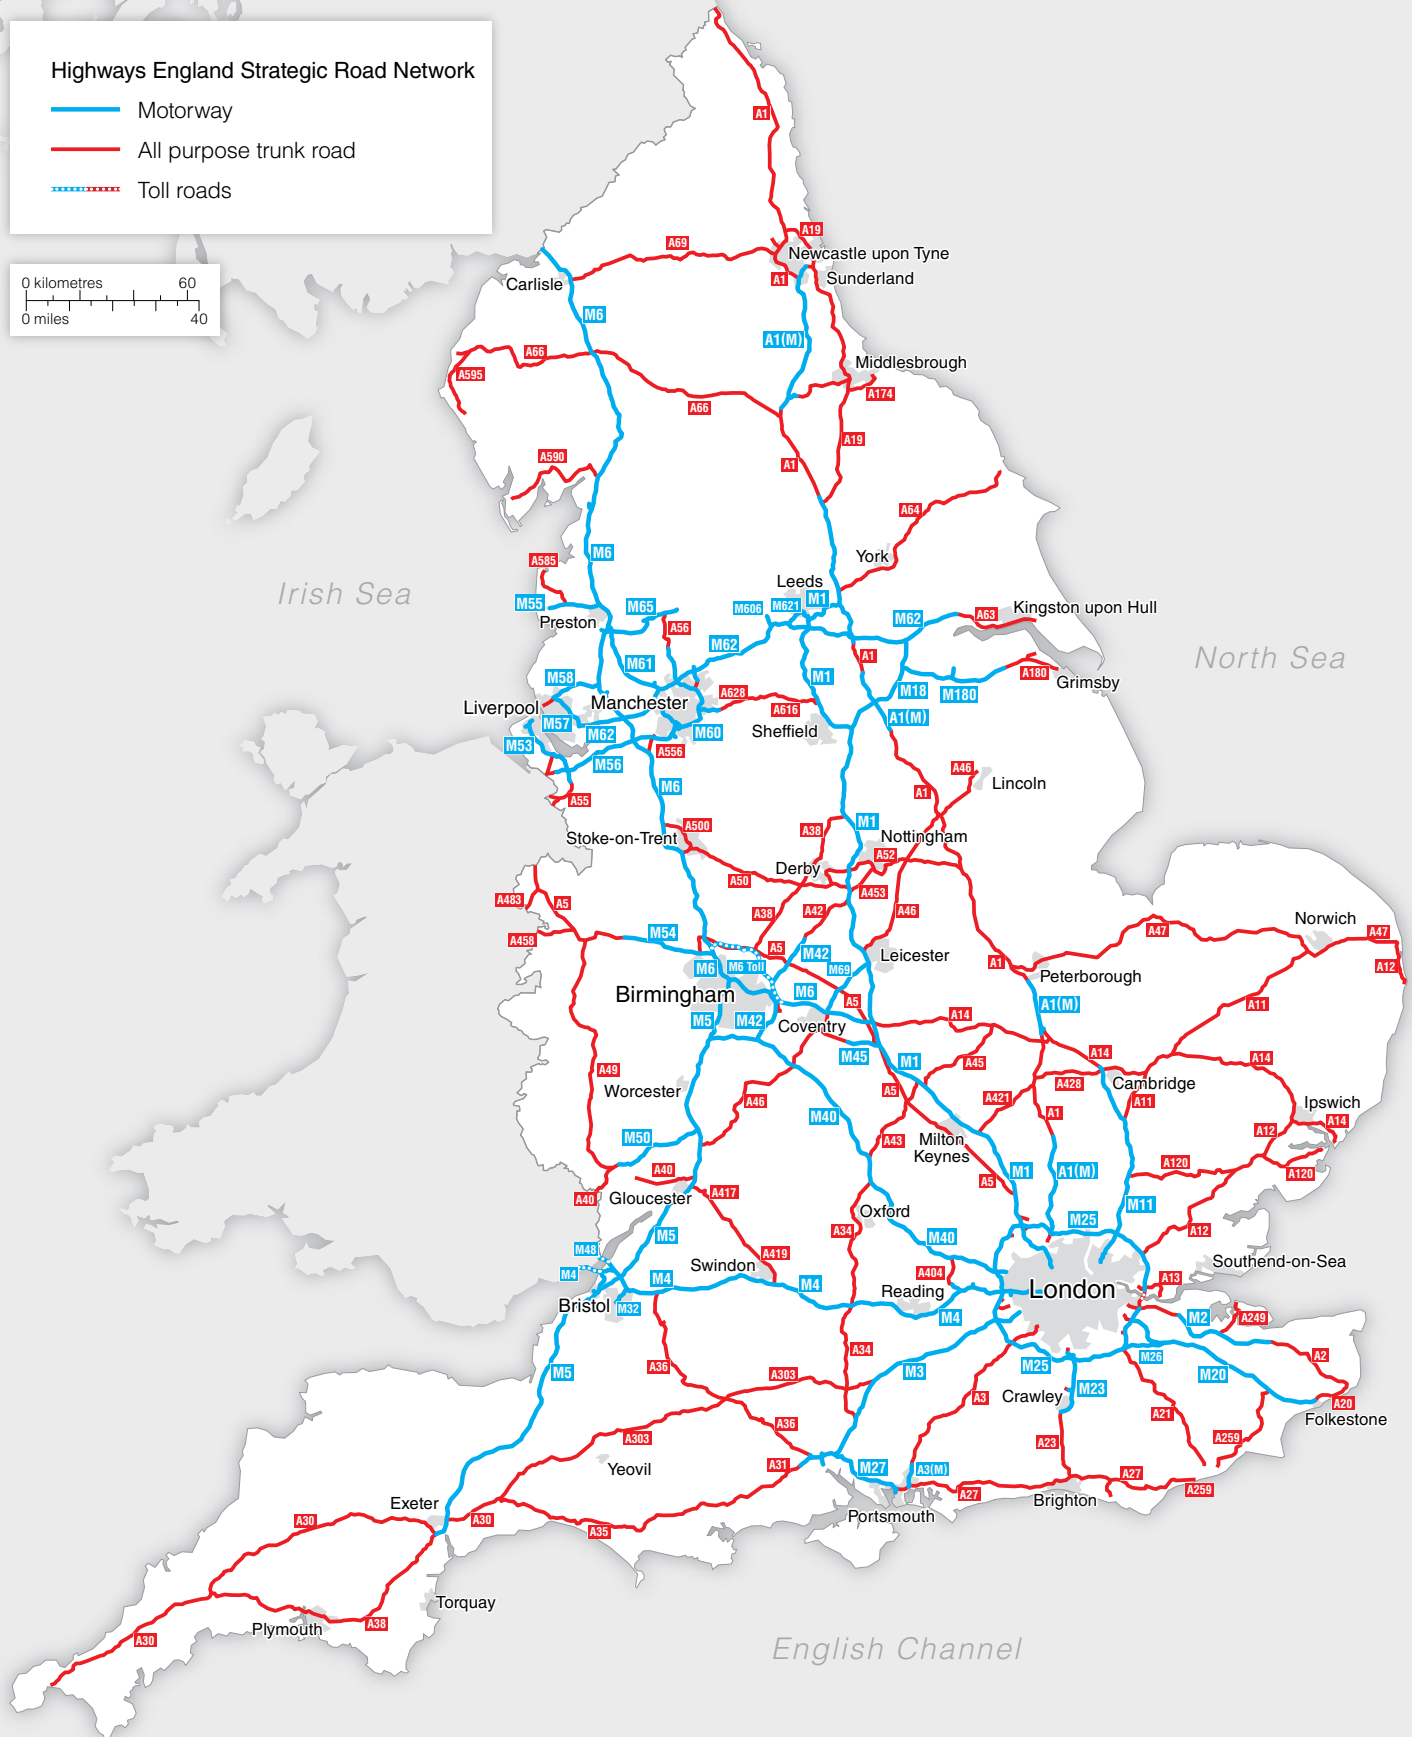 Highways England Strategic Road Network
Motorway
All purpose trunk road
Toll roads
0 kilometres 60
0 miles 40
A1
A19
A69
Newcastle upon Tyne
A1
Sunderland
Carlisle
M6
A1(M)
A66
Middlesbrough
A595
A174
A66
A19
A590
A1
A64
M6
York
A585
Leeds
M55
M65
M606
M621
M1
Kingston upon Hull
Preston
A56
M62
A63
M62
M61
A1
North Sea
Irish Sea
M58
M1
A180
Grimsby
M18
M180
A628
Liverpool
Manchester
A616
M57
A1(M)
M62
M60
Sheffield
M53
A556
M56
A46
Lincoln
M6
A1
A55
Stoke-on-Trent
A500
A38
M1
Nottingham
A52
Derby
A50
A453
A483
A5
A38
A42
A46
Norwich
A458
M54
A47
A47
A5
M42
Leicester
M6
M6 Toll
M69
A1
A12
Peterborough
Birmingham
M6
A5
A1(M)
A11
M5
M42
Coventry
A14
M45
M1
A14
A14
A45
A49
Worcester
A5
A428
Cambridge
A46
A421
A11
Ipswich
M40
A1
A14
M50
A43
Milton
Keynes
A12
A40
M1
A1(M)
A120
A120
A40
Gloucester
A417
A5
M11
Oxford
M25
M5
A34
A12
M48
M40
A419
Southend-on-Sea
M4
Swindon
M4
M4
A404
A13
Bristol
M32
Reading
London
M4
M2
A249
A36
A34
M25
M26
A2
M5
A303
M3
M20
M23
A3
Crawley
A20
A21
Folkestone
A36
A303
A23
A259
Yeovil
A31
M27
A3(M)
A27
A27
A259
Exeter
Brighton
A30
A30
A35
Portsmouth
Torquay
Plymouth
A38
A30
English Channel